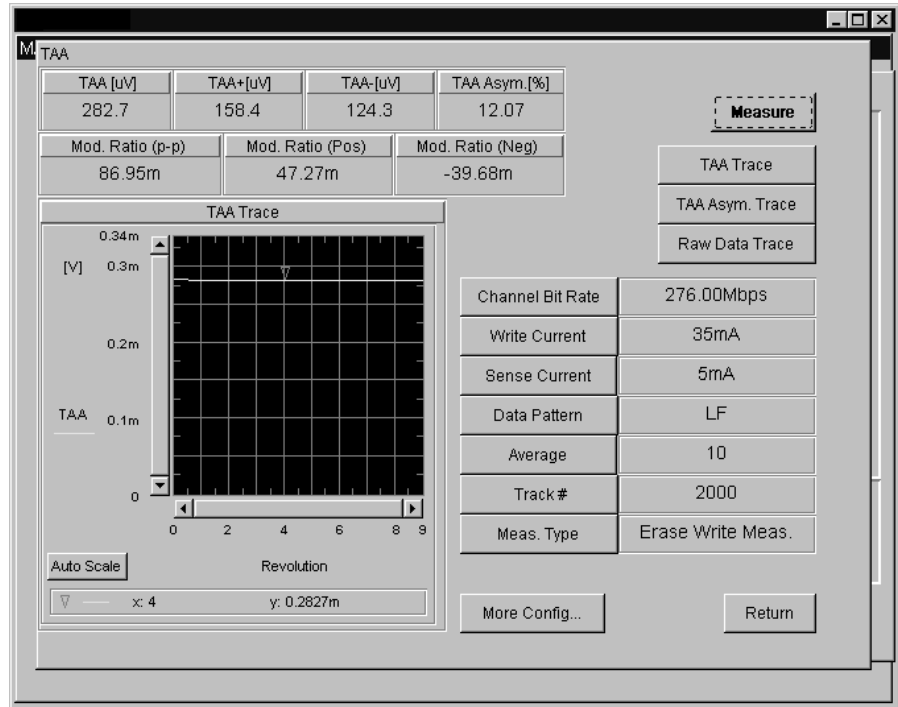 M
TAA
TAA [uV] TAA+[uV] TAA-[uV] TAA Asym.[%]
282.7 158.4 124.3 12.07
Measure
Mod. Ratio (p-p) Mod. Ratio (Pos) Mod. Ratio (Neg)
86.95m 47.27m -39.68m
TAA Trace
TAA Asym. Trace
Raw Data Trace
TAA Trace
0.34m
[V] 0.3m
0.2m
TAA 0.1m
0
0 2 4 6 8 9
Auto Scale Revolution
x: 4 y: 0.2827m
Channel Bit Rate 276.00Mbps
Write Current 35mA
Sense Current 5mA
Data Pattern LF
Average 10
Track # 2000
Meas. Type Erase Write Meas.
More Config... Return